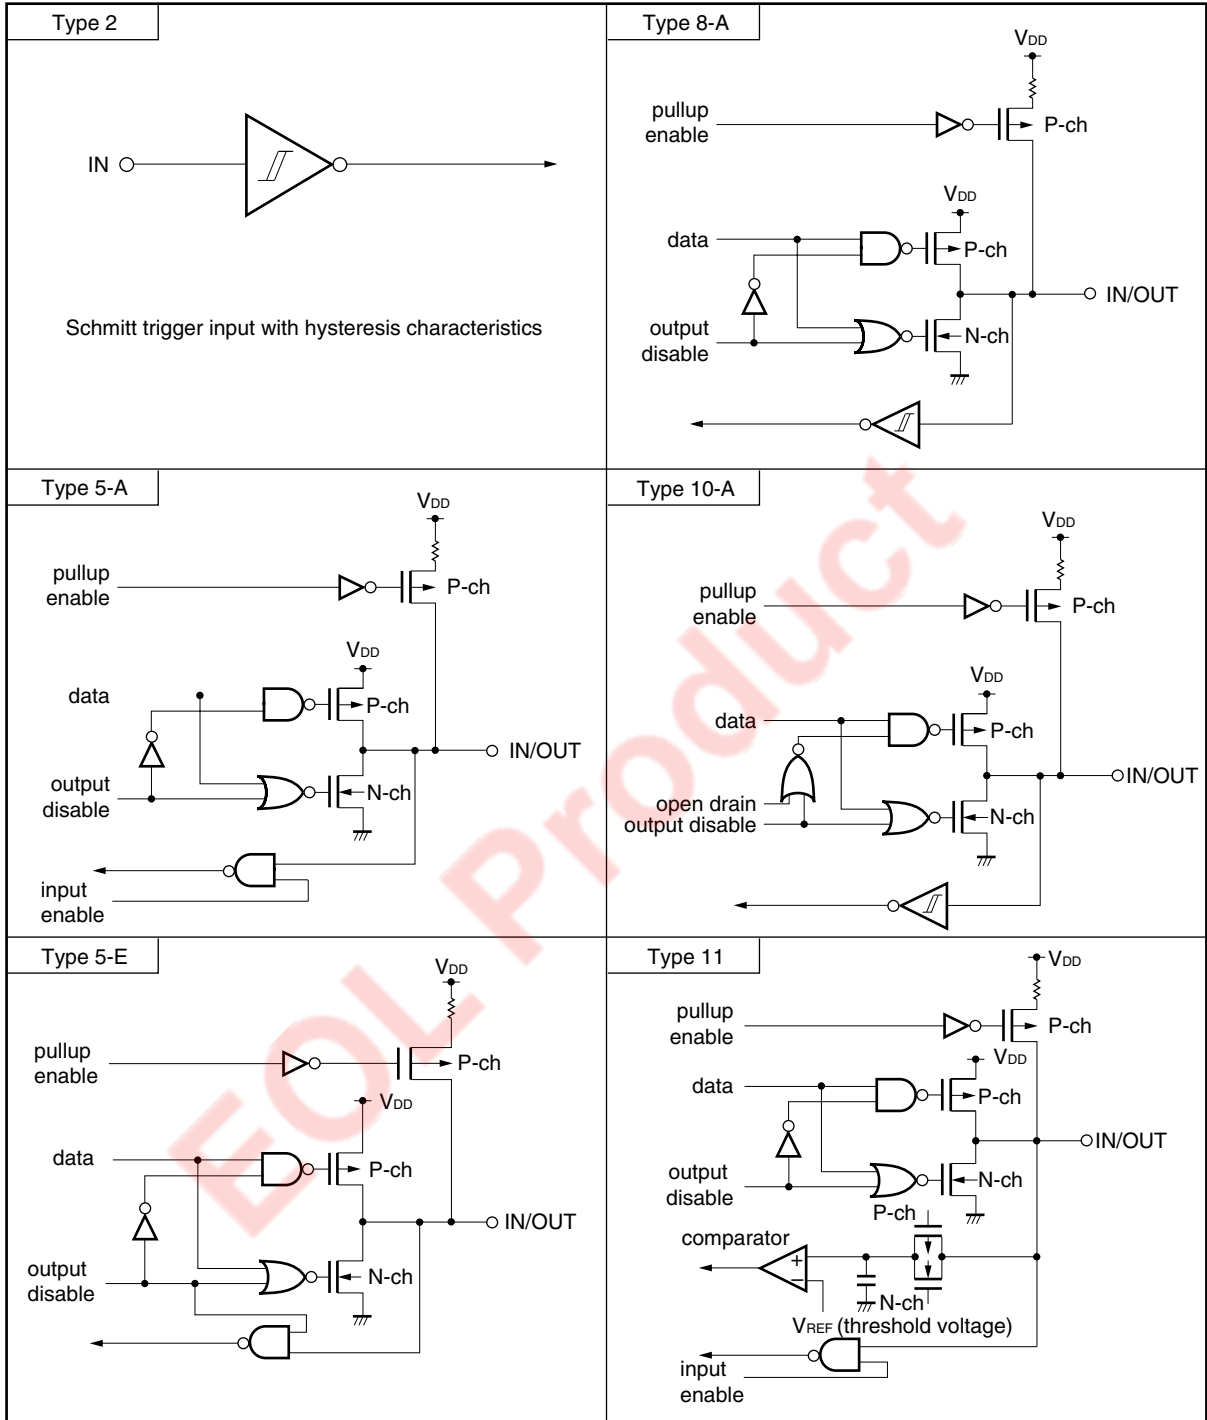 Type 2
IN
Schmitt trigger input with hysteresis characteristics
Type 8-A
VDD
pullup
enable
P-ch
VDD
data
P-ch
IN/OUT
output
disable
N-ch
Type 5-A
VDD
pullup
enable
P-ch
VDD
data
P-ch
IN/OUT
output
disable
N-ch
input
enable
Type 10-A
VDD
pullup
enable
P-ch
VDD
data
P-ch
IN/OUT
open drain
output disable
N-ch
Type 5-E
VDD
pullup
enable
P-ch
VDD
data
P-ch
IN/OUT
output
disable
N-ch
Type 11
VDD
pullup
enable
P-ch
VDD
data
P-ch
IN/OUT
output
disable
N-ch
P-ch
comparator
+
−
N-ch
VREF (threshold voltage)
input
enable
EOL Product